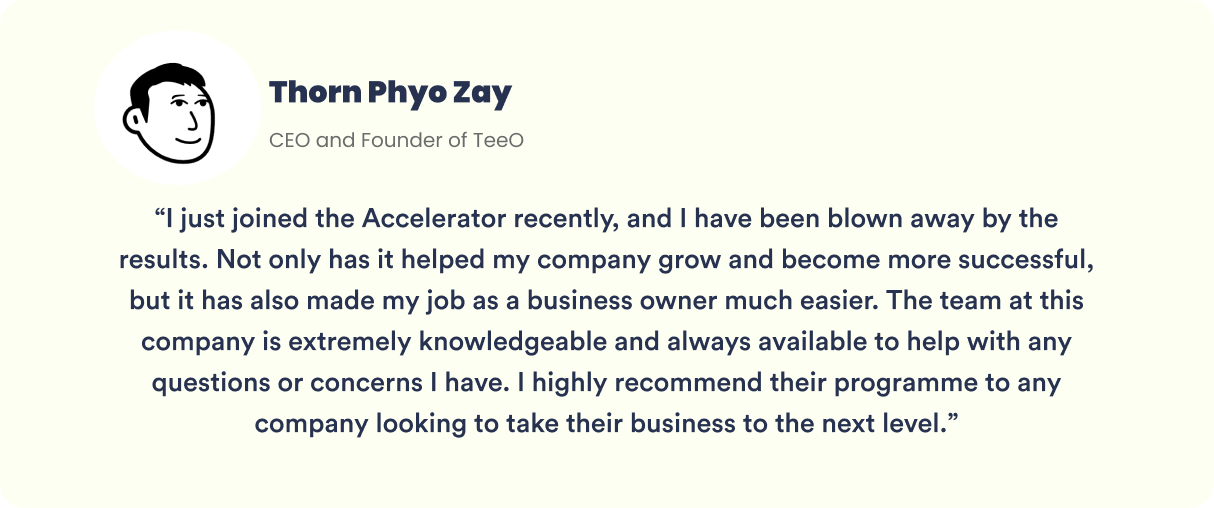 Thorn Phyo Zay
CEO and Founder of TeeO
“I just joined the Accelerator recently, and I have been blown away by the
results. Not only has it helped my company grow and become more successful,
but it has also made my job as a business owner much easier. The team at this
company is extremely knowledgeable and always available to help with any
questions or concerns I have. I highly recommend their programme to any
company looking to take their business to the next level.”